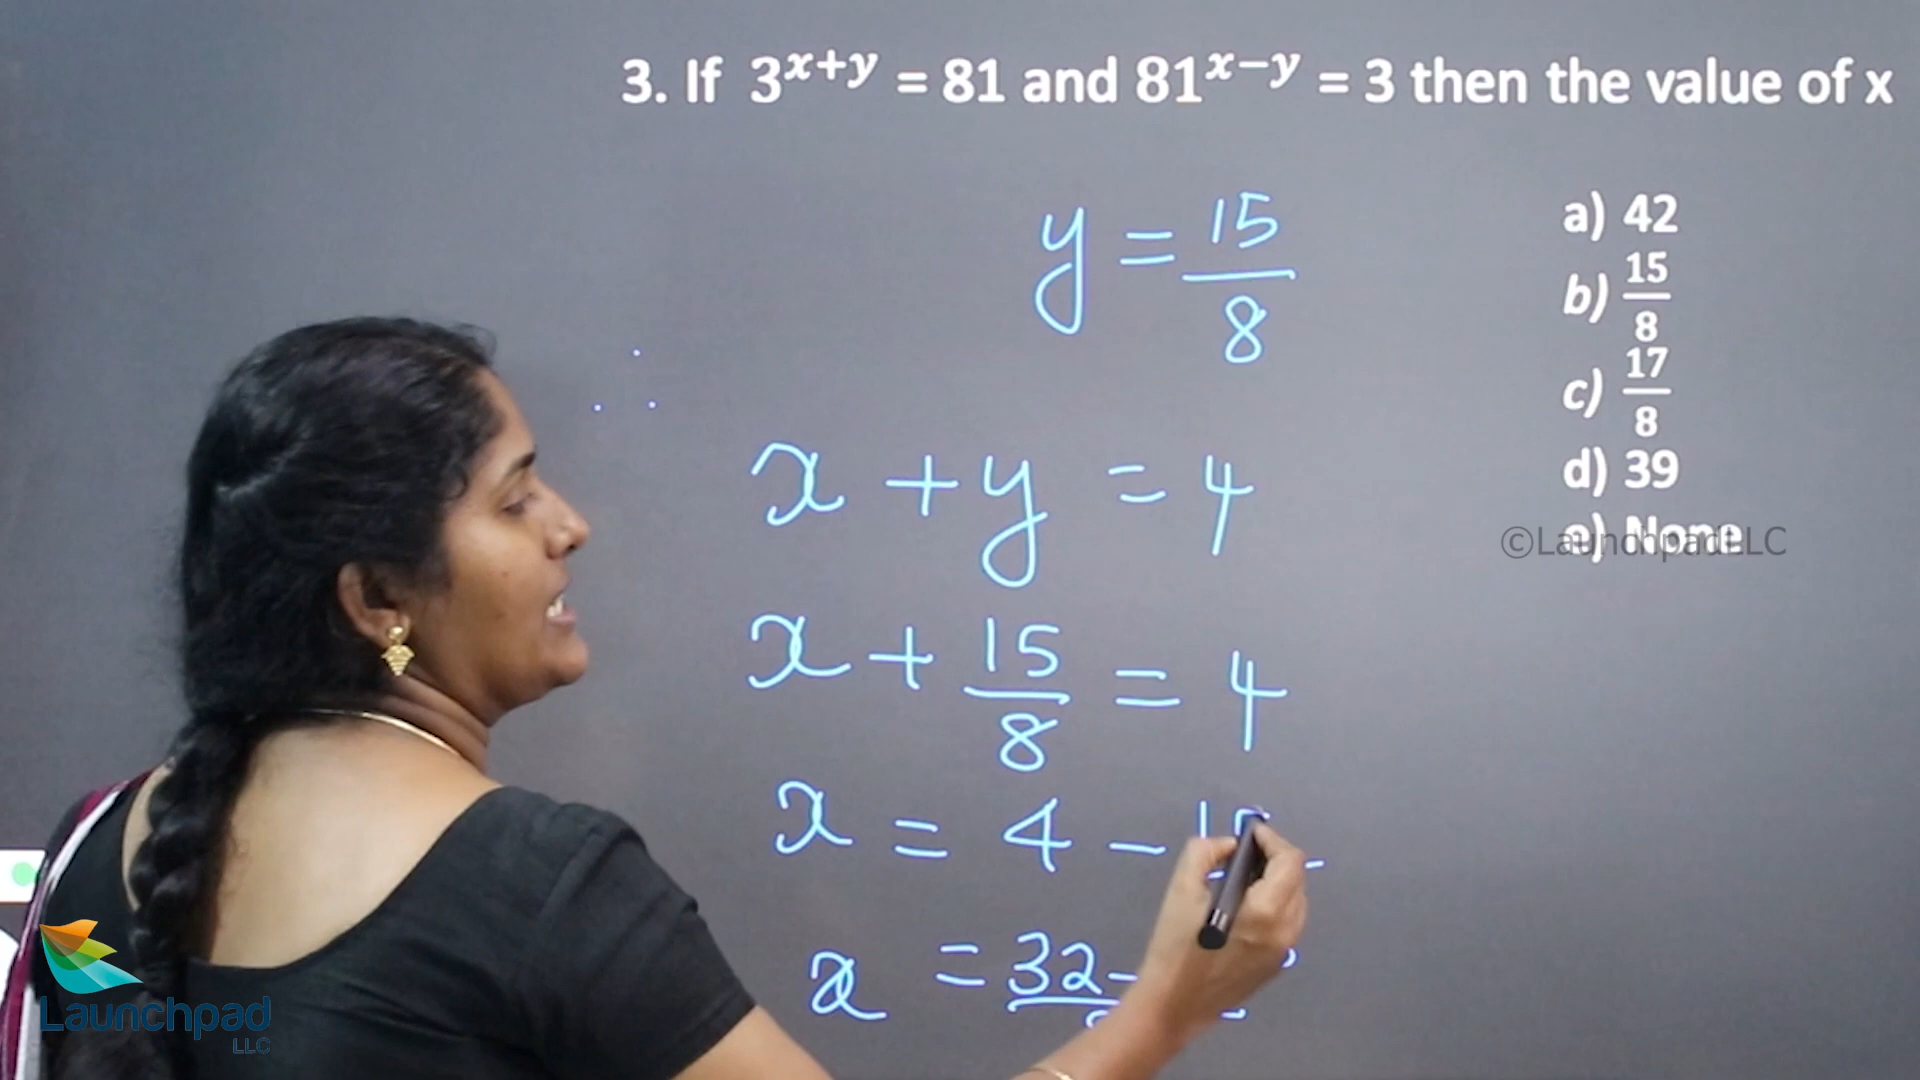 3. If 3^{x+y} = 81 and 81^{x-y} = 3 then the value of x
y = 15/8
a) 42
b) 15/8
c) 17/8
d) 39
e) None
©LaunchpadLLC
∴
x + y = 4
x + 15/8 = 4
x = 4 -
x = 32 -
Launchpad
LLC